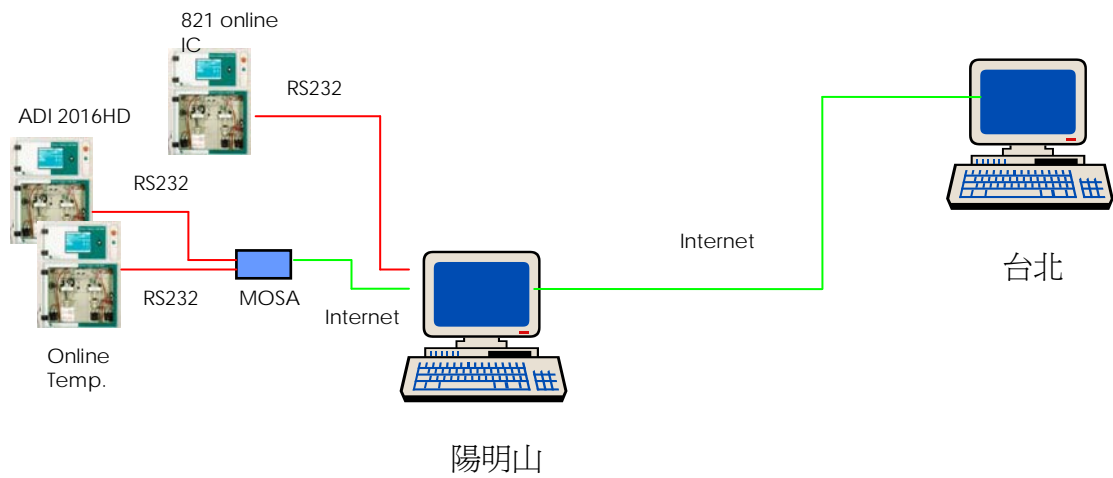 821 online
IC
RS232
ADI 2016HD
RS232
RS232
MOSA
Internet
Online
Temp.
Internet
陽明山
台北